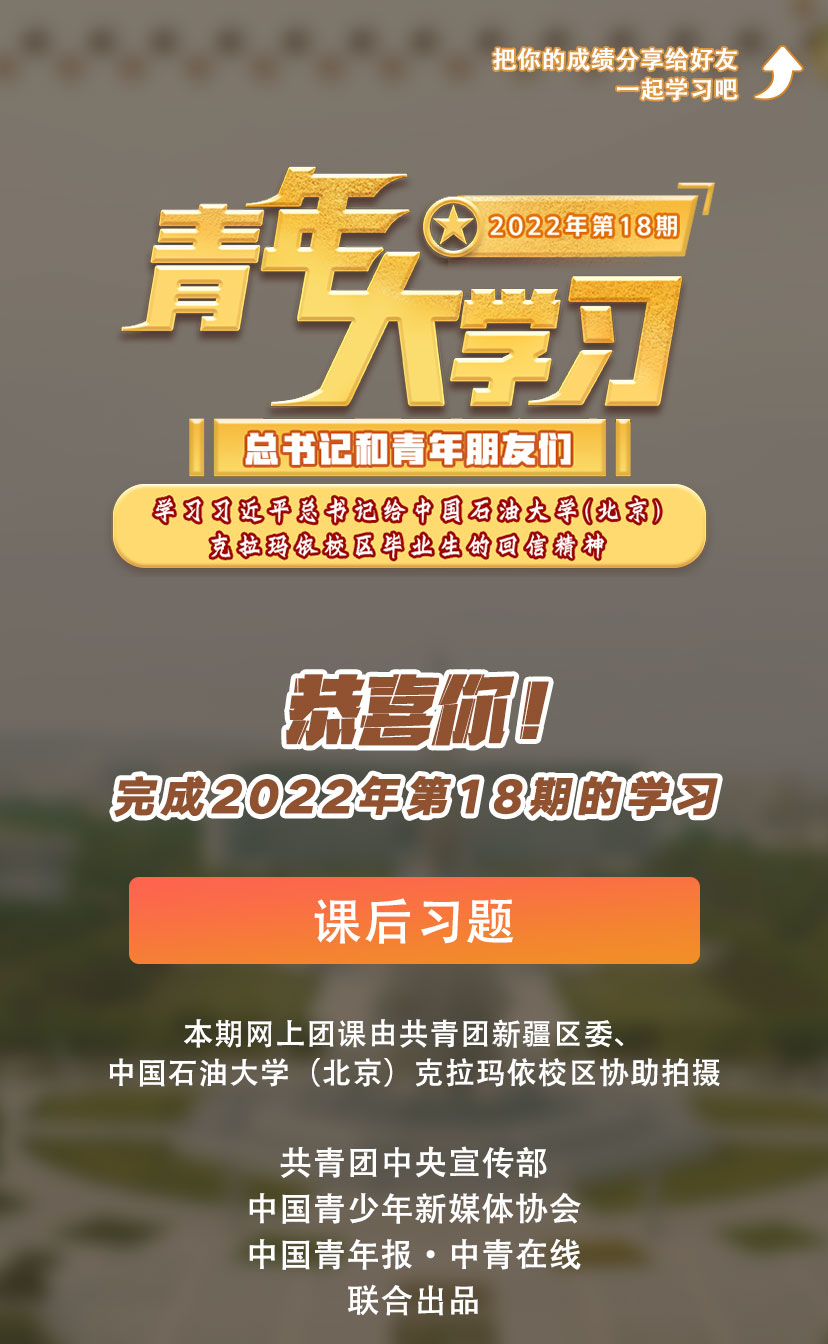 把你的成绩分享给好友
一起学习吧
2022年第18期
青年大学习
总书记和青年朋友们
学习习近平总书记给中国石油大学(北京)
克拉玛依校区毕业生的回信精神
恭喜你!
完成2022年第18期的学习
课后习题
本期网上团课由共青团新疆区委、
中国石油大学（北京）克拉玛依校区协助拍摄
共青团中央宣传部
中国青少年新媒体协会
中国青年报·中青在线
联合出品